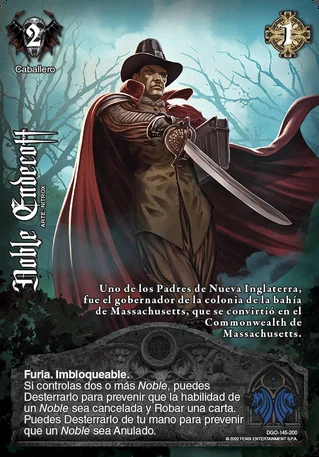 2
1
Caballero
Noble Endecott
ARTE: NITROX
Uno de los Padres de Nueva Inglaterra,
fue el gobernador de la colonia de la bahía
de Massachusetts, que se convirtió en el
Commonwealth de
Massachusetts.
Furia. Imbloqueable.
Si controlas dos o más Noble, puedes
Desterrarlo para prevenir que la habilidad de
un Noble sea cancelada y Robar una carta.
Puedes Desterrarlo de tu mano para prevenir
que un Noble sea Anulado.
DGO-145-200
© 2022 FENIX ENTERTAINMENT S.P.A.